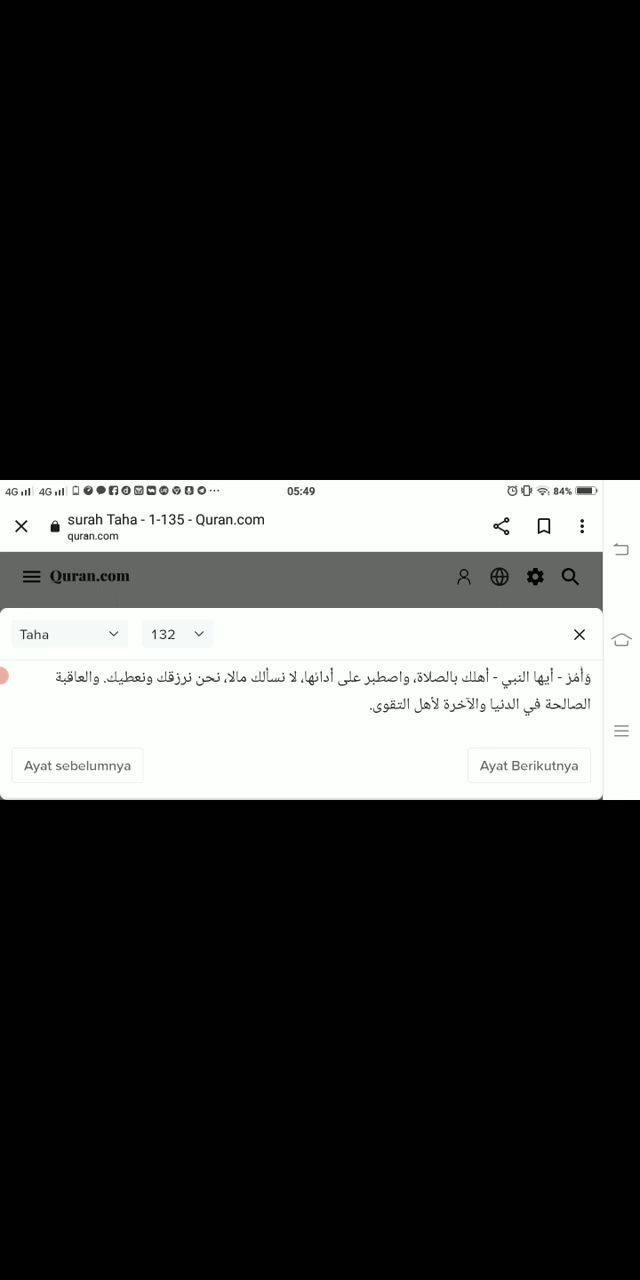 4G 4G 05:49 84%
surah Taha - 1-135 - Quran.com
quran.com
Quran.com
Taha 132
وَأْمُرْ - أيها النبي - أهلك بالصلاة، واصطبر على أدائها، لا نسألك مالا، نحن نرزقك ونعطيك. والعاقبة
الصالحة في الدنيا والآخرة لأهل التقوى.
Ayat sebelumnya Ayat Berikutnya